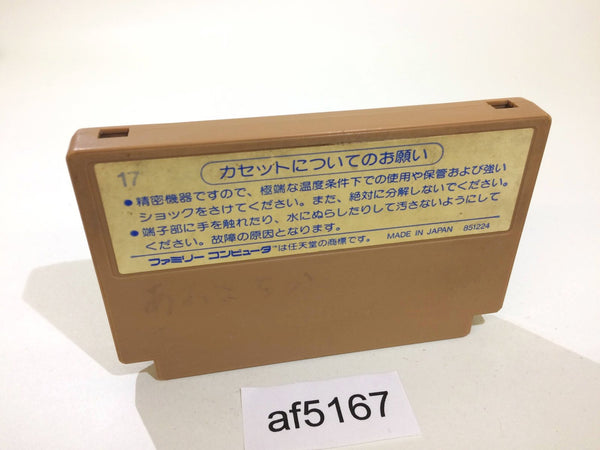 17
カセットについてのお願い
●精密機器ですので、極端な温度条件下での使用や保管および強い
ショックをさけてください。また、絶対に分解しないでください。
●端子部に手を触れたり、水にぬらしたりして汚さないようにして
ください。故障の原因となります。
ファミリー コンピュータ™は任天堂の商標です。 MADE IN JAPAN 851224
af5167